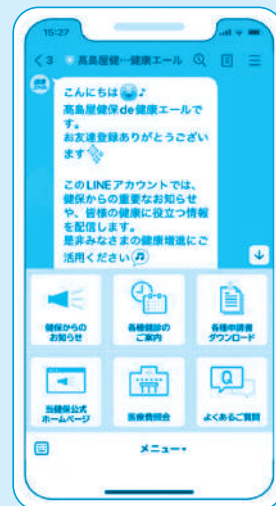 15:27
3 髙島屋健…健康エール
こんにちは♪
髙島屋健保de健康エールで
す。
お友達登録ありがとうござい
ます
このLINEアカウントでは、
健保からの重要なお知らせ
や、皆様の健康に役立つ情報
を配信します。
是非みなさまの健康増進にご
活用ください
健保からの
お知らせ
各種健診の
ご案内
各種申請書
ダウンロード
当健保公式
ホームページ
医療費照会
Q
よくあるご質問
メニュー